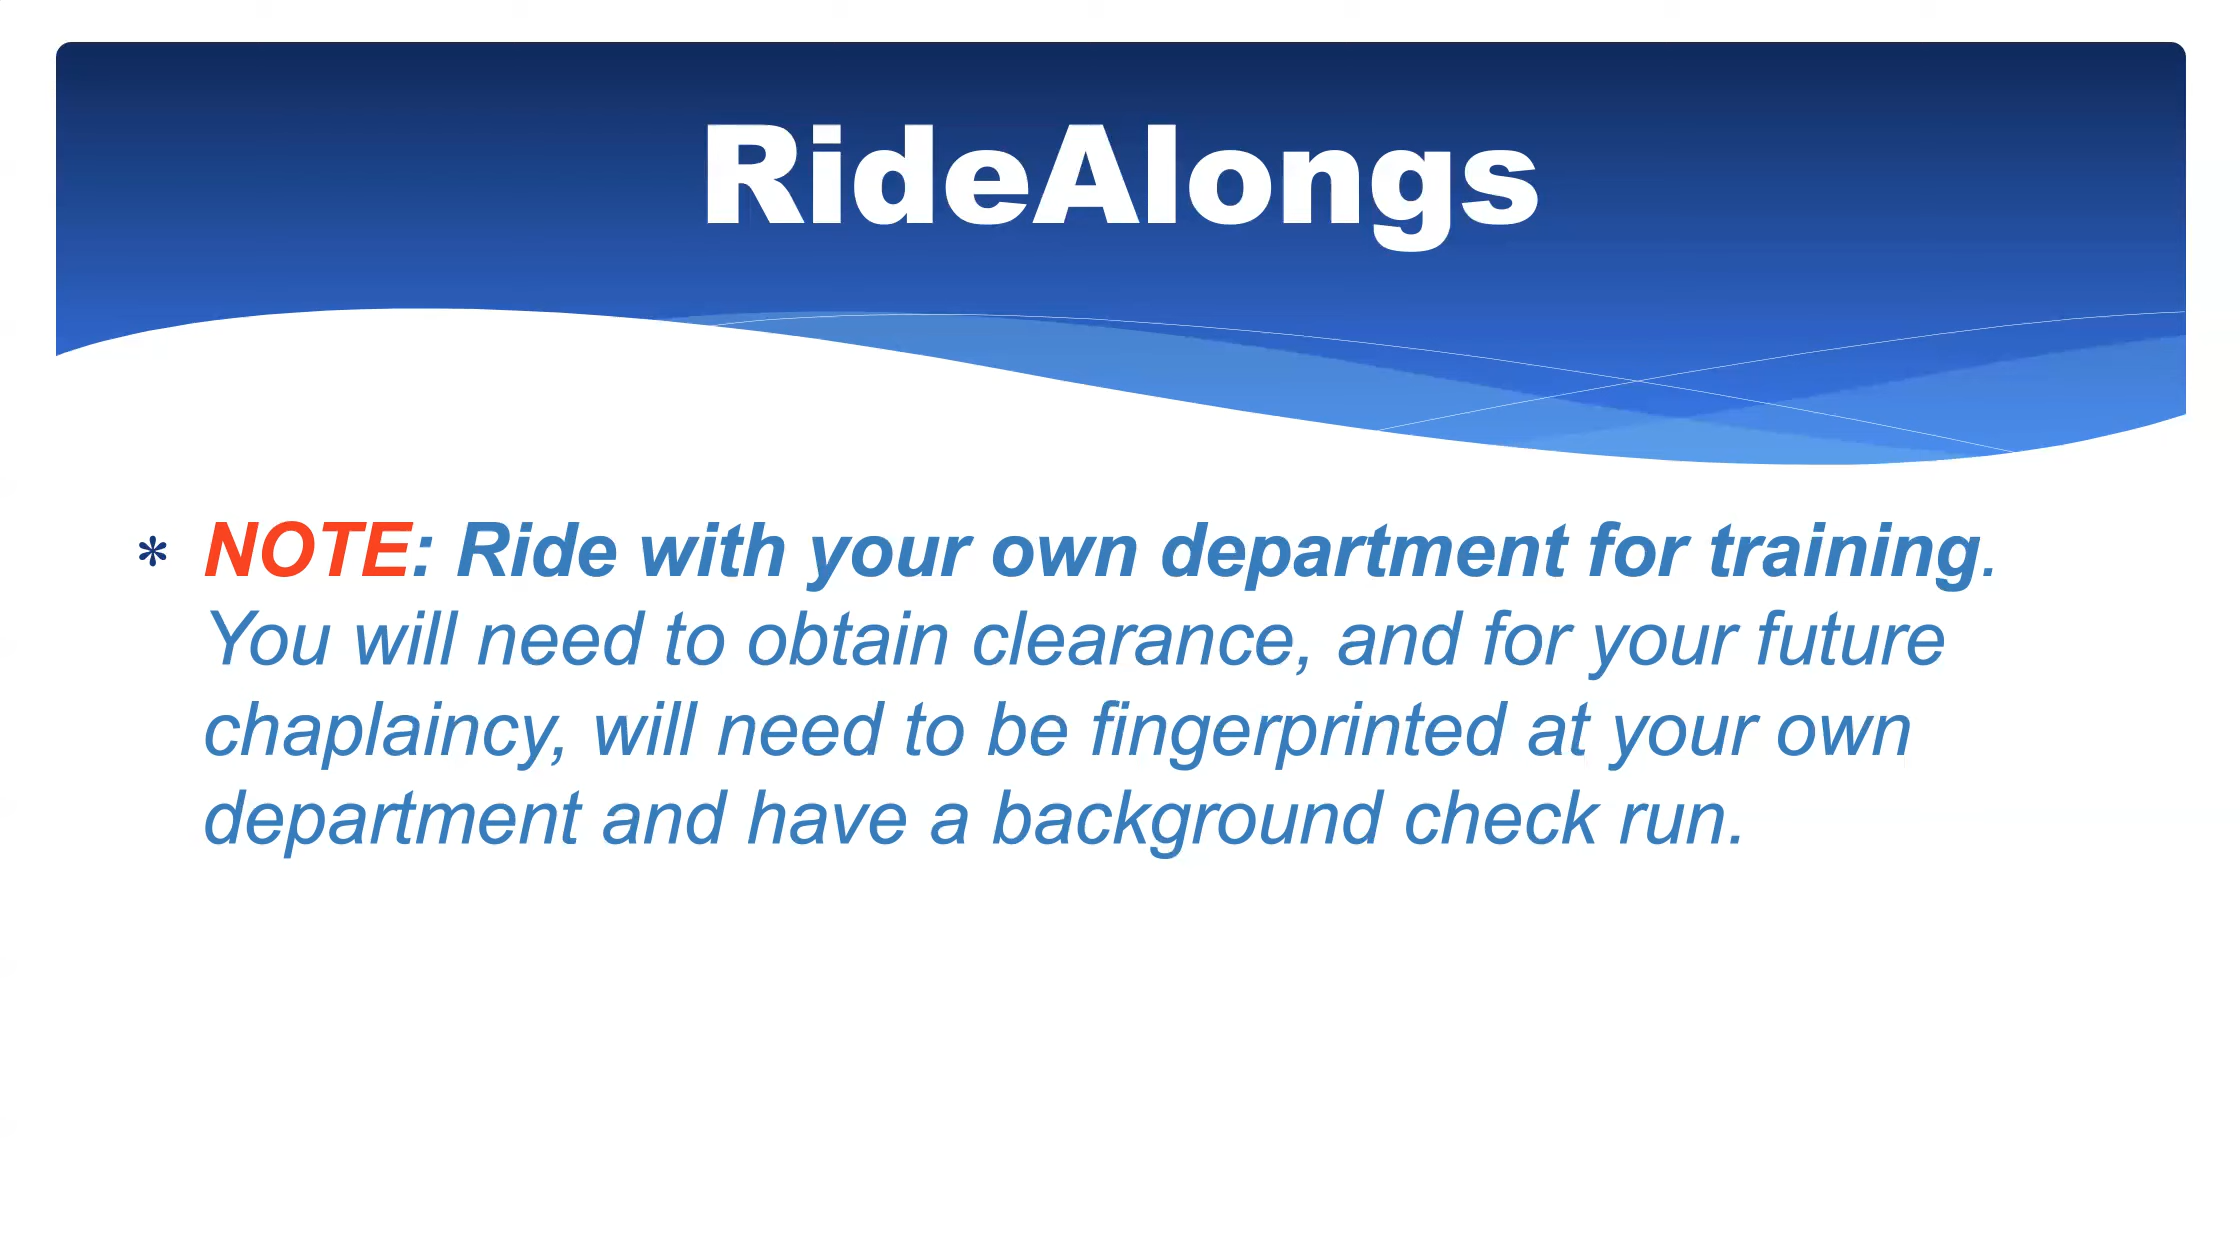 RideAlongs
* NOTE: Ride with your own department for training.
You will need to obtain clearance, and for your future
chaplaincy, will need to be fingerprinted at your own
department and have a background check run.